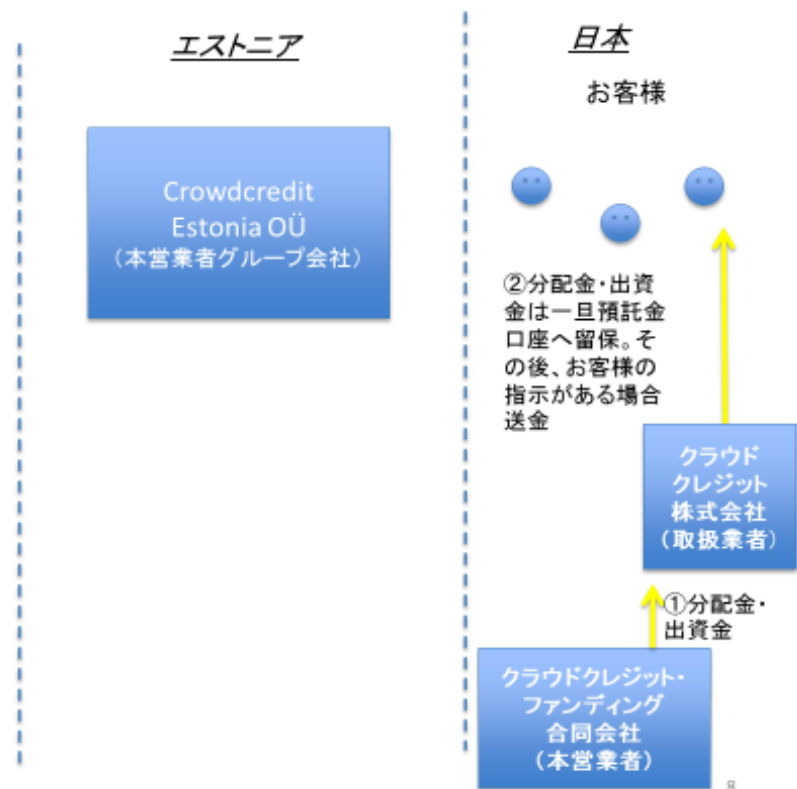 エストニア
日本
お客様
Crowdcredit
Estonia OÜ
（本営業者グループ会社）
②分配金・出資
金は一旦預託金
口座へ留保。そ
の後、お客様の
指示がある場合
送金
クラウド
クレジット
株式会社
（取扱業者）
①分配金・
出資金
クラウドクレジット・
ファンディング
合同会社
（本営業者）